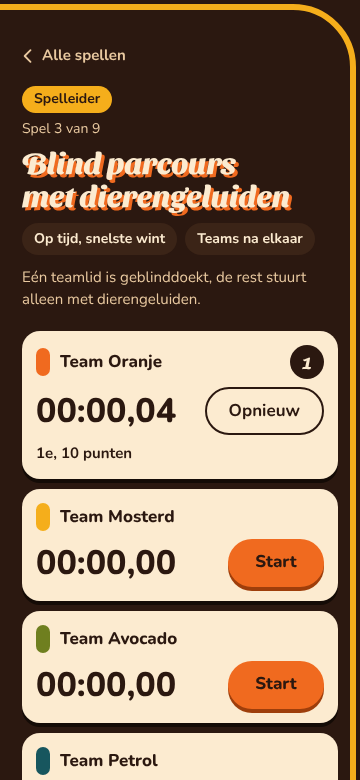 Alle spellen
Spelleider
Spel 3 van 9
Blind parcours
met dierengeluiden
Op tijd, snelste wint
Teams na elkaar
Eén teamlid is geblinddoekt, de rest stuurt
alleen met dierengeluiden.
Team Oranje
1
00:00,04
Opnieuw
1e, 10 punten
Team Mosterd
00:00,00
Start
Team Avocado
00:00,00
Start
Team Petrol